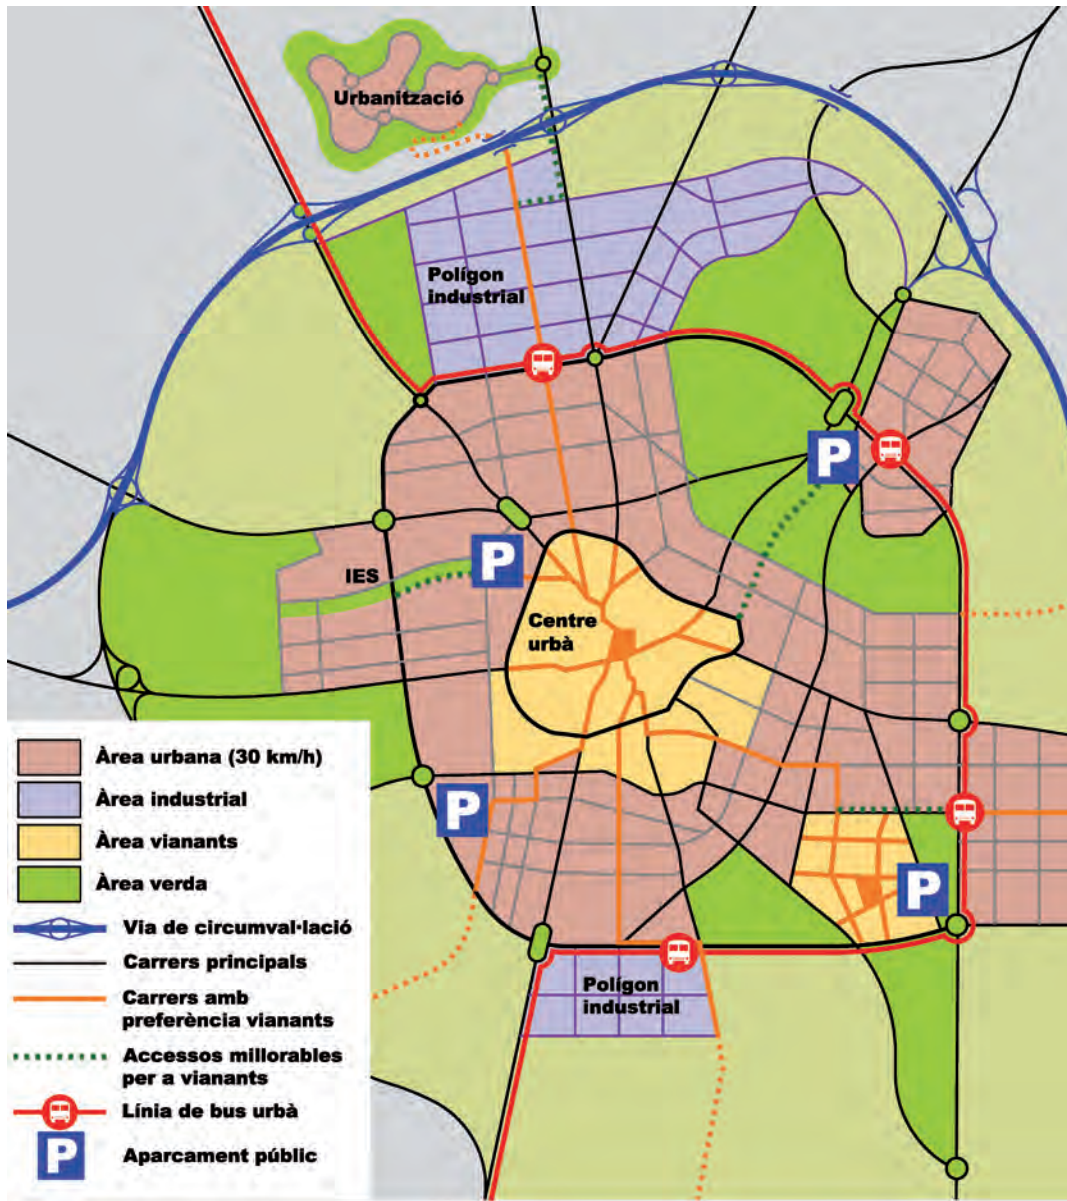 Urbanització
Polígon
industrial
P
IES
P
Centre
urbà
P
P
Polígon
industrial
Àrea urbana (30 km/h)
Àrea industrial
Àrea vianants
Àrea verda
Via de circumval·lació
Carrers principals
Carrers amb
preferència vianants
Accessos millorables
per a vianants
Línia de bus urbà
P
Aparcament públic